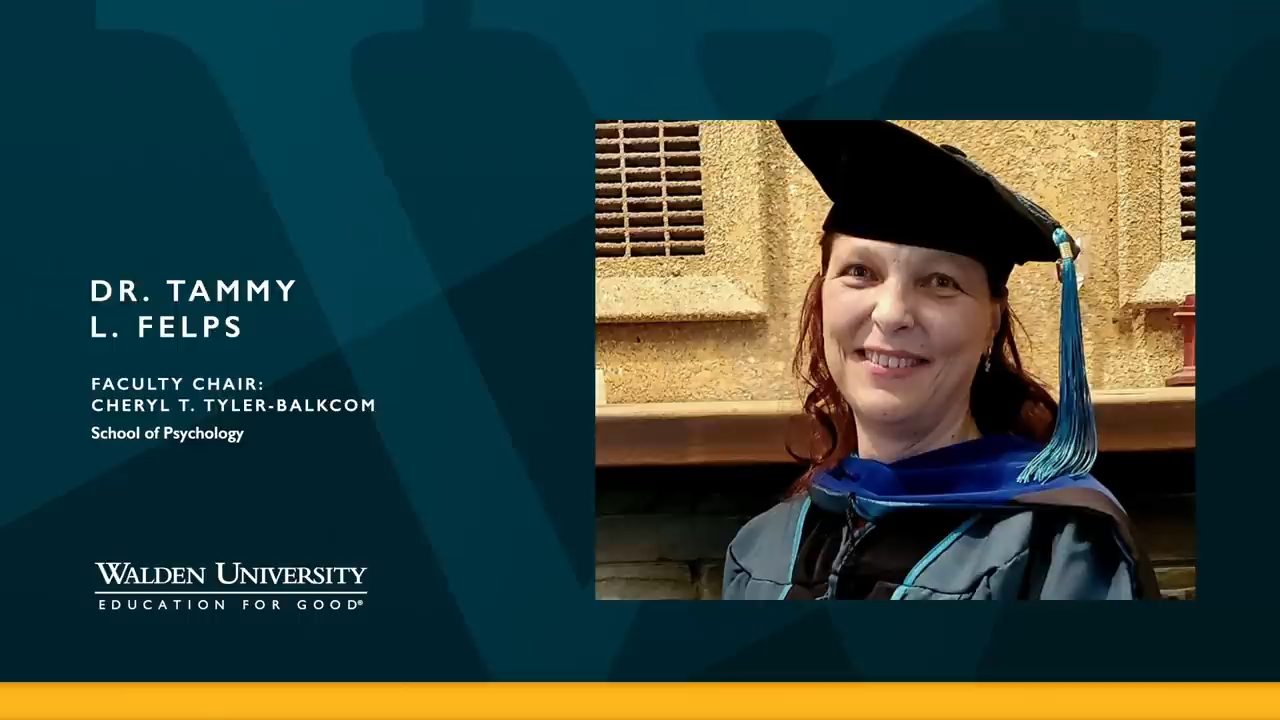 DR. TAMMY
L. FELPS
FACULTY CHAIR:
CHERYL T. TYLER-BALKCOM
School of Psychology
WALDEN UNIVERSITY
EDUCATION FOR GOOD®